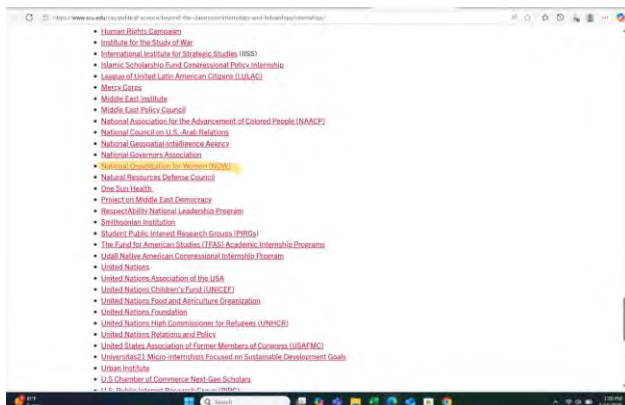 Human Rights Campaign
Institute for the Study of War
International Institute for Strategic Studies (IISS)
Islamic Scholarship Fund Congressional Policy Internship
League of United Latin American Citizens (LULAC)
Mercy Corps
Middle East Institute
Middle East Policy Council
National Association for the Advancement of Colored People (NAACP)
National Council on U.S.-Arab Relations
National Geospatial-Intelligence Agency
National Governors Association
National Organization for Women (NOW)
Natural Resources Defense Council
One Sun Health
Project on Middle East Democracy
RespectAbility National Leadership Program
Smithsonian Institution
Student Public Interest Research Groups (PIRGs)
The Fund for American Studies (TFAS) Academic Internship Programs
Udall Native American Congressional Internship Program
United Nations
United Nations Association of the USA
United Nations Children's Fund (UNICEF)
United Nations Food and Agriculture Organization
United Nations Foundation
United Nations High Commissioner for Refugees (UNHCR)
United Nations Relations and Policy
United States Association of Former Members of Congress (USAFMC)
Universitas21 Micro-internships Focused on Sustainable Development Goals
Urban Institute
U.S Chamber of Commerce Next-Gen Scholars
U.S. Public Interest Research Group (PIRG)
Search